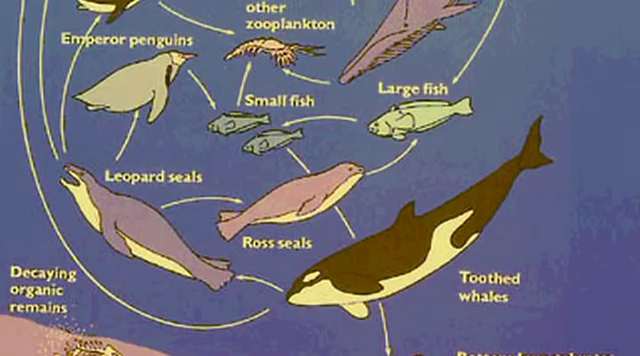 other
zooplankton
Emperor penguins
Large fish
Small fish
Leopard seals
Ross seals
Decaying
organic
remains
Toothed
whales